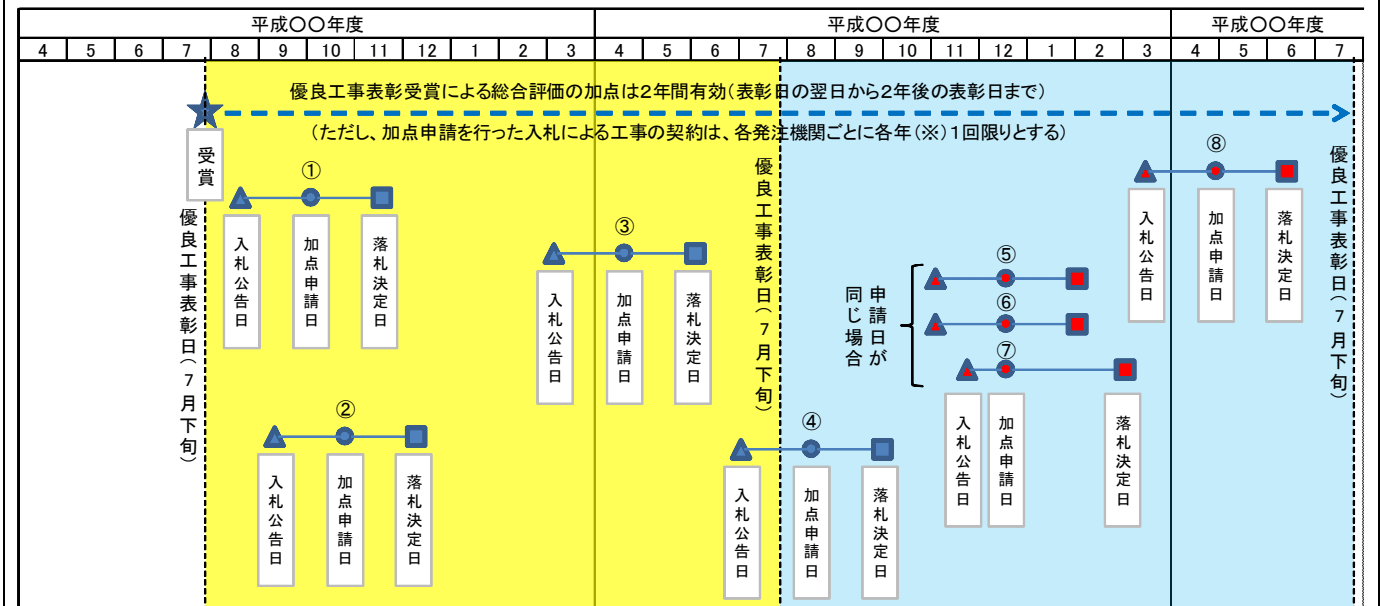 平成〇〇年度 平成〇〇年度 平成〇〇年度
4 5 6 7 8 9 10 11 12 1 2 3 4 5 6 7 8 9 10 11 12 1 2 3 4 5 6 7
優良工事表彰受賞による総合評価の加点は2年間有効(表彰日の翌日から2年後の表彰日まで)
(ただし、加点申請を行った入札による工事の契約は、各発注機関ごとに各年(※)1回限りとする)
受賞
優良工事表彰日(7月下旬)
①
入札公告日
加点申請日
落札決定日
②
入札公告日
加点申請日
落札決定日
③
入札公告日
加点申請日
落札決定日
優良工事表彰日(7月下旬)
④
入札公告日
加点申請日
落札決定日
申請日が
同じ場合
⑤
⑥
⑦
入札公告日
加点申請日
落札決定日
⑧
入札公告日
加点申請日
落札決定日
優良工事表彰日(7月下旬)